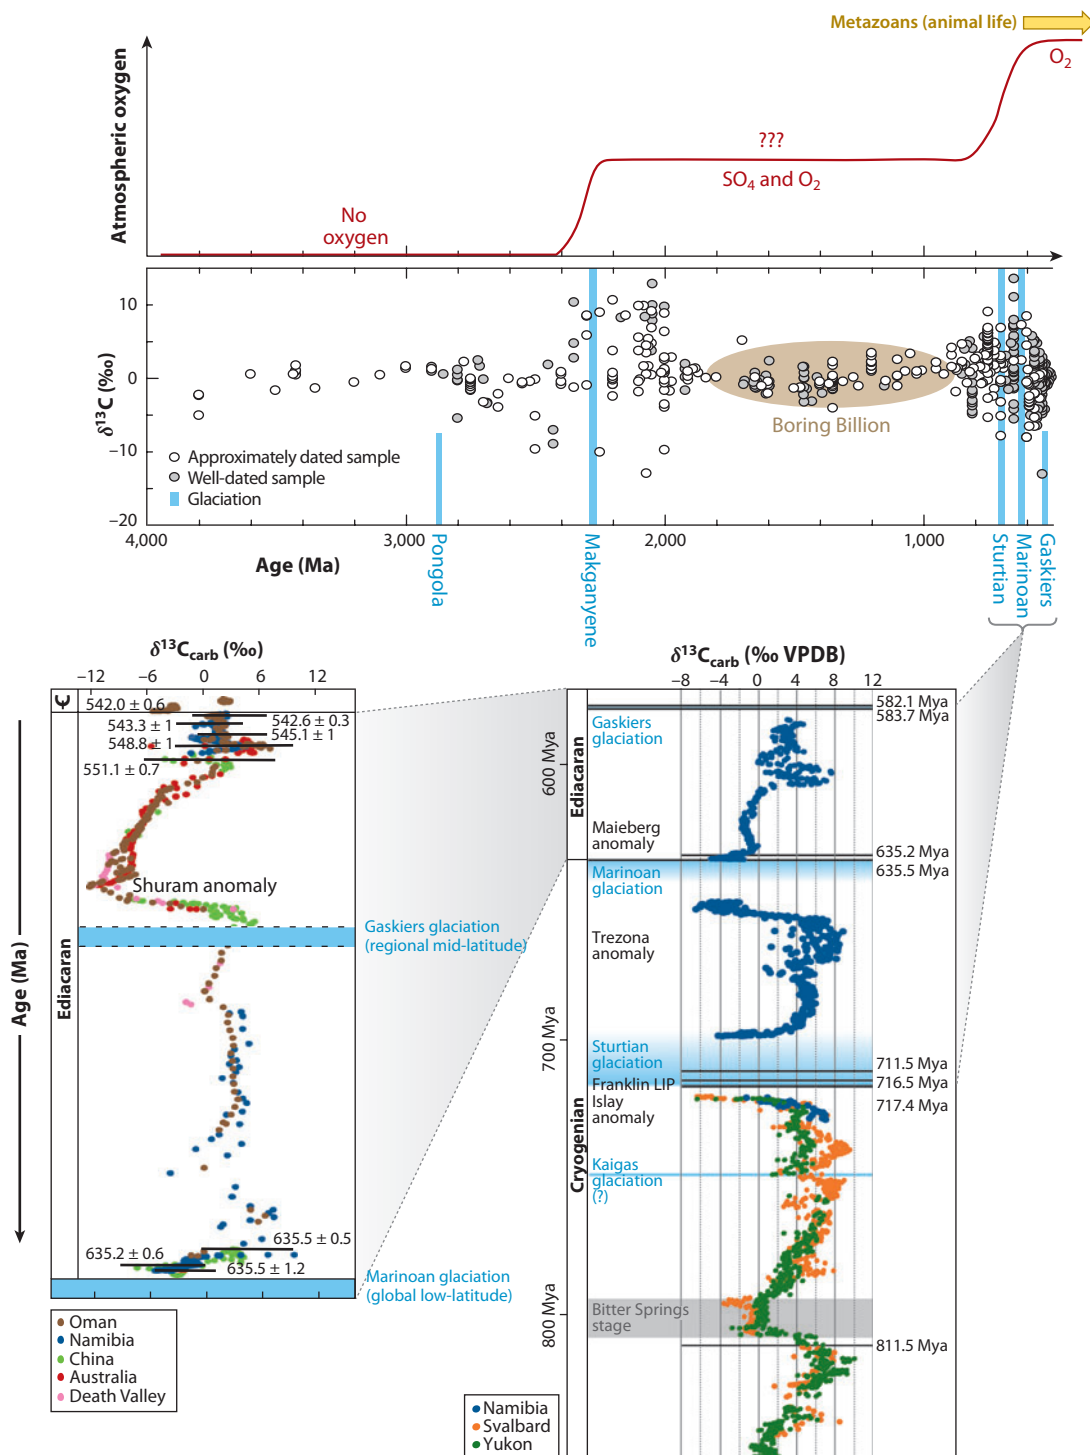 Metazoans (animal life)
O2
Atmospheric oxygen
???
SO4 and O2
No
oxygen
δ13C (‰)
10
0
−10
−20
Boring Billion
Approximately dated sample
Well-dated sample
Glaciation
4,000
3,000
2,000
1,000
Age (Ma)
Pongola
Makganyene
Sturtian
Marinoan
Gaskiers
δ13Ccarb (‰)
−12
−6
0
6
12
Є
542.0 ± 0.6
542.6 ± 0.3
543.3 ± 1
545.1 ± 1
548.8 ± 1
551.1 ± 0.7
Shuram anomaly
Gaskiers glaciation
(regional mid-latitude)
Age (Ma)
Ediacaran
635.5 ± 0.5
635.2 ± 0.6
635.5 ± 1.2
Marinoan glaciation
(global low-latitude)
Oman
Namibia
China
Australia
Death Valley
δ13Ccarb (‰ VPDB)
−8
−4
0
4
8
12
582.1 Mya
583.7 Mya
Gaskiers
glaciation
600 Mya
Ediacaran
Maieberg
anomaly
635.2 Mya
635.5 Mya
Marinoan
glaciation
Trezona
anomaly
700 Mya
Sturtian
glaciation
711.5 Mya
Franklin LIP
716.5 Mya
Islay
anomaly
717.4 Mya
Cryogenian
Kaigas
glaciation
(?)
Bitter Springs
stage
800 Mya
811.5 Mya
Namibia
Svalbard
Yukon